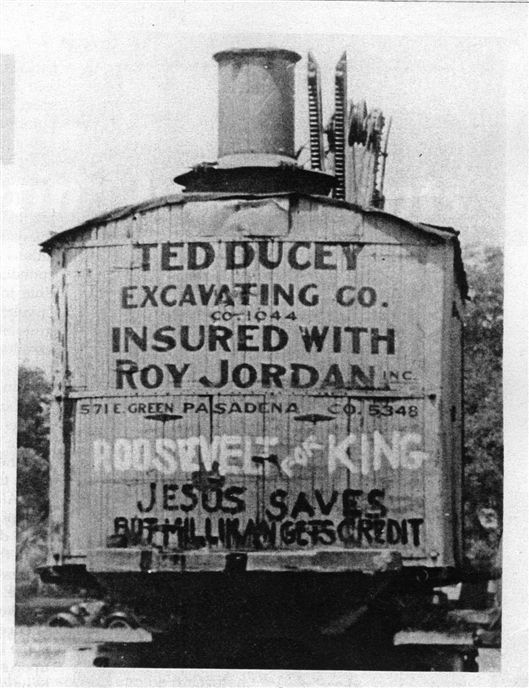 TED DUCEY
EXCAVATING CO.
CO. 1044
INSURED WITH
ROY JORDAN INC.
571 E. GREEN PASADENA CO. 5348
ROOSEVELT FOR KING
JESUS SAVES
BUT MILLIKAN GETS CREDIT